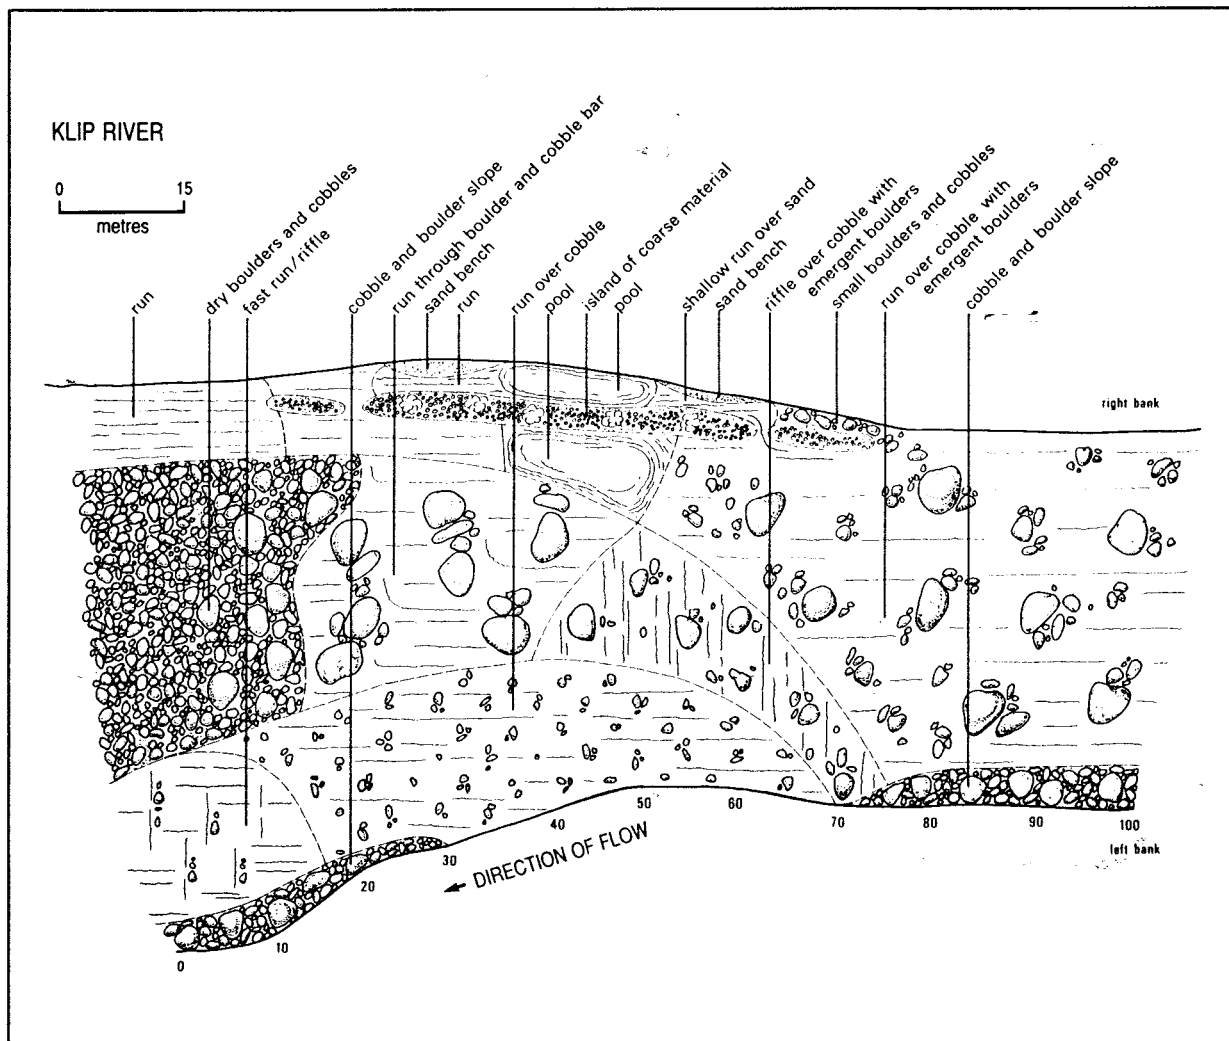 KLIP RIVER
0 15
metres
run
dry boulders and cobbles
fast run/riffle
cobble and boulder slope
run through boulder and cobble bar
sand bench
run
run over cobble
pool
island of coarse material
pool
shallow run over sand
sand bench
riffle over cobble with
emergent boulders
small boulders and cobbles
run over cobble with
emergent boulders
cobble and boulder slope
right bank
0
10
20
30
40
50
60
70
80
90
100
left bank
DIRECTION OF FLOW